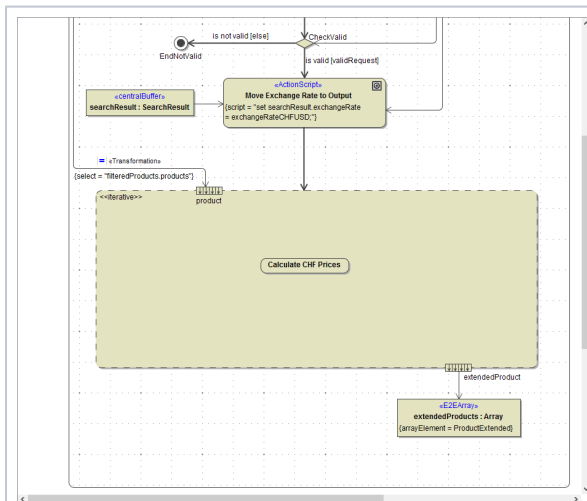 is not valid [else]
CheckValid
EndNotValid
is valid [validRequest]
«ActionScript»
Move Exchange Rate to Output
{script = "set searchResult.exchangeRate
= exchangeRateCHFUSD;"}
«centralBuffer»
searchResult : SearchResult
= «Transformation»
{select = "filteredProducts.products"}
<<iterative>>
product
Calculate CHF Prices
extendedProduct
«E2EArray»
extendedProducts : Array
{arrayElement = ProductExtended}